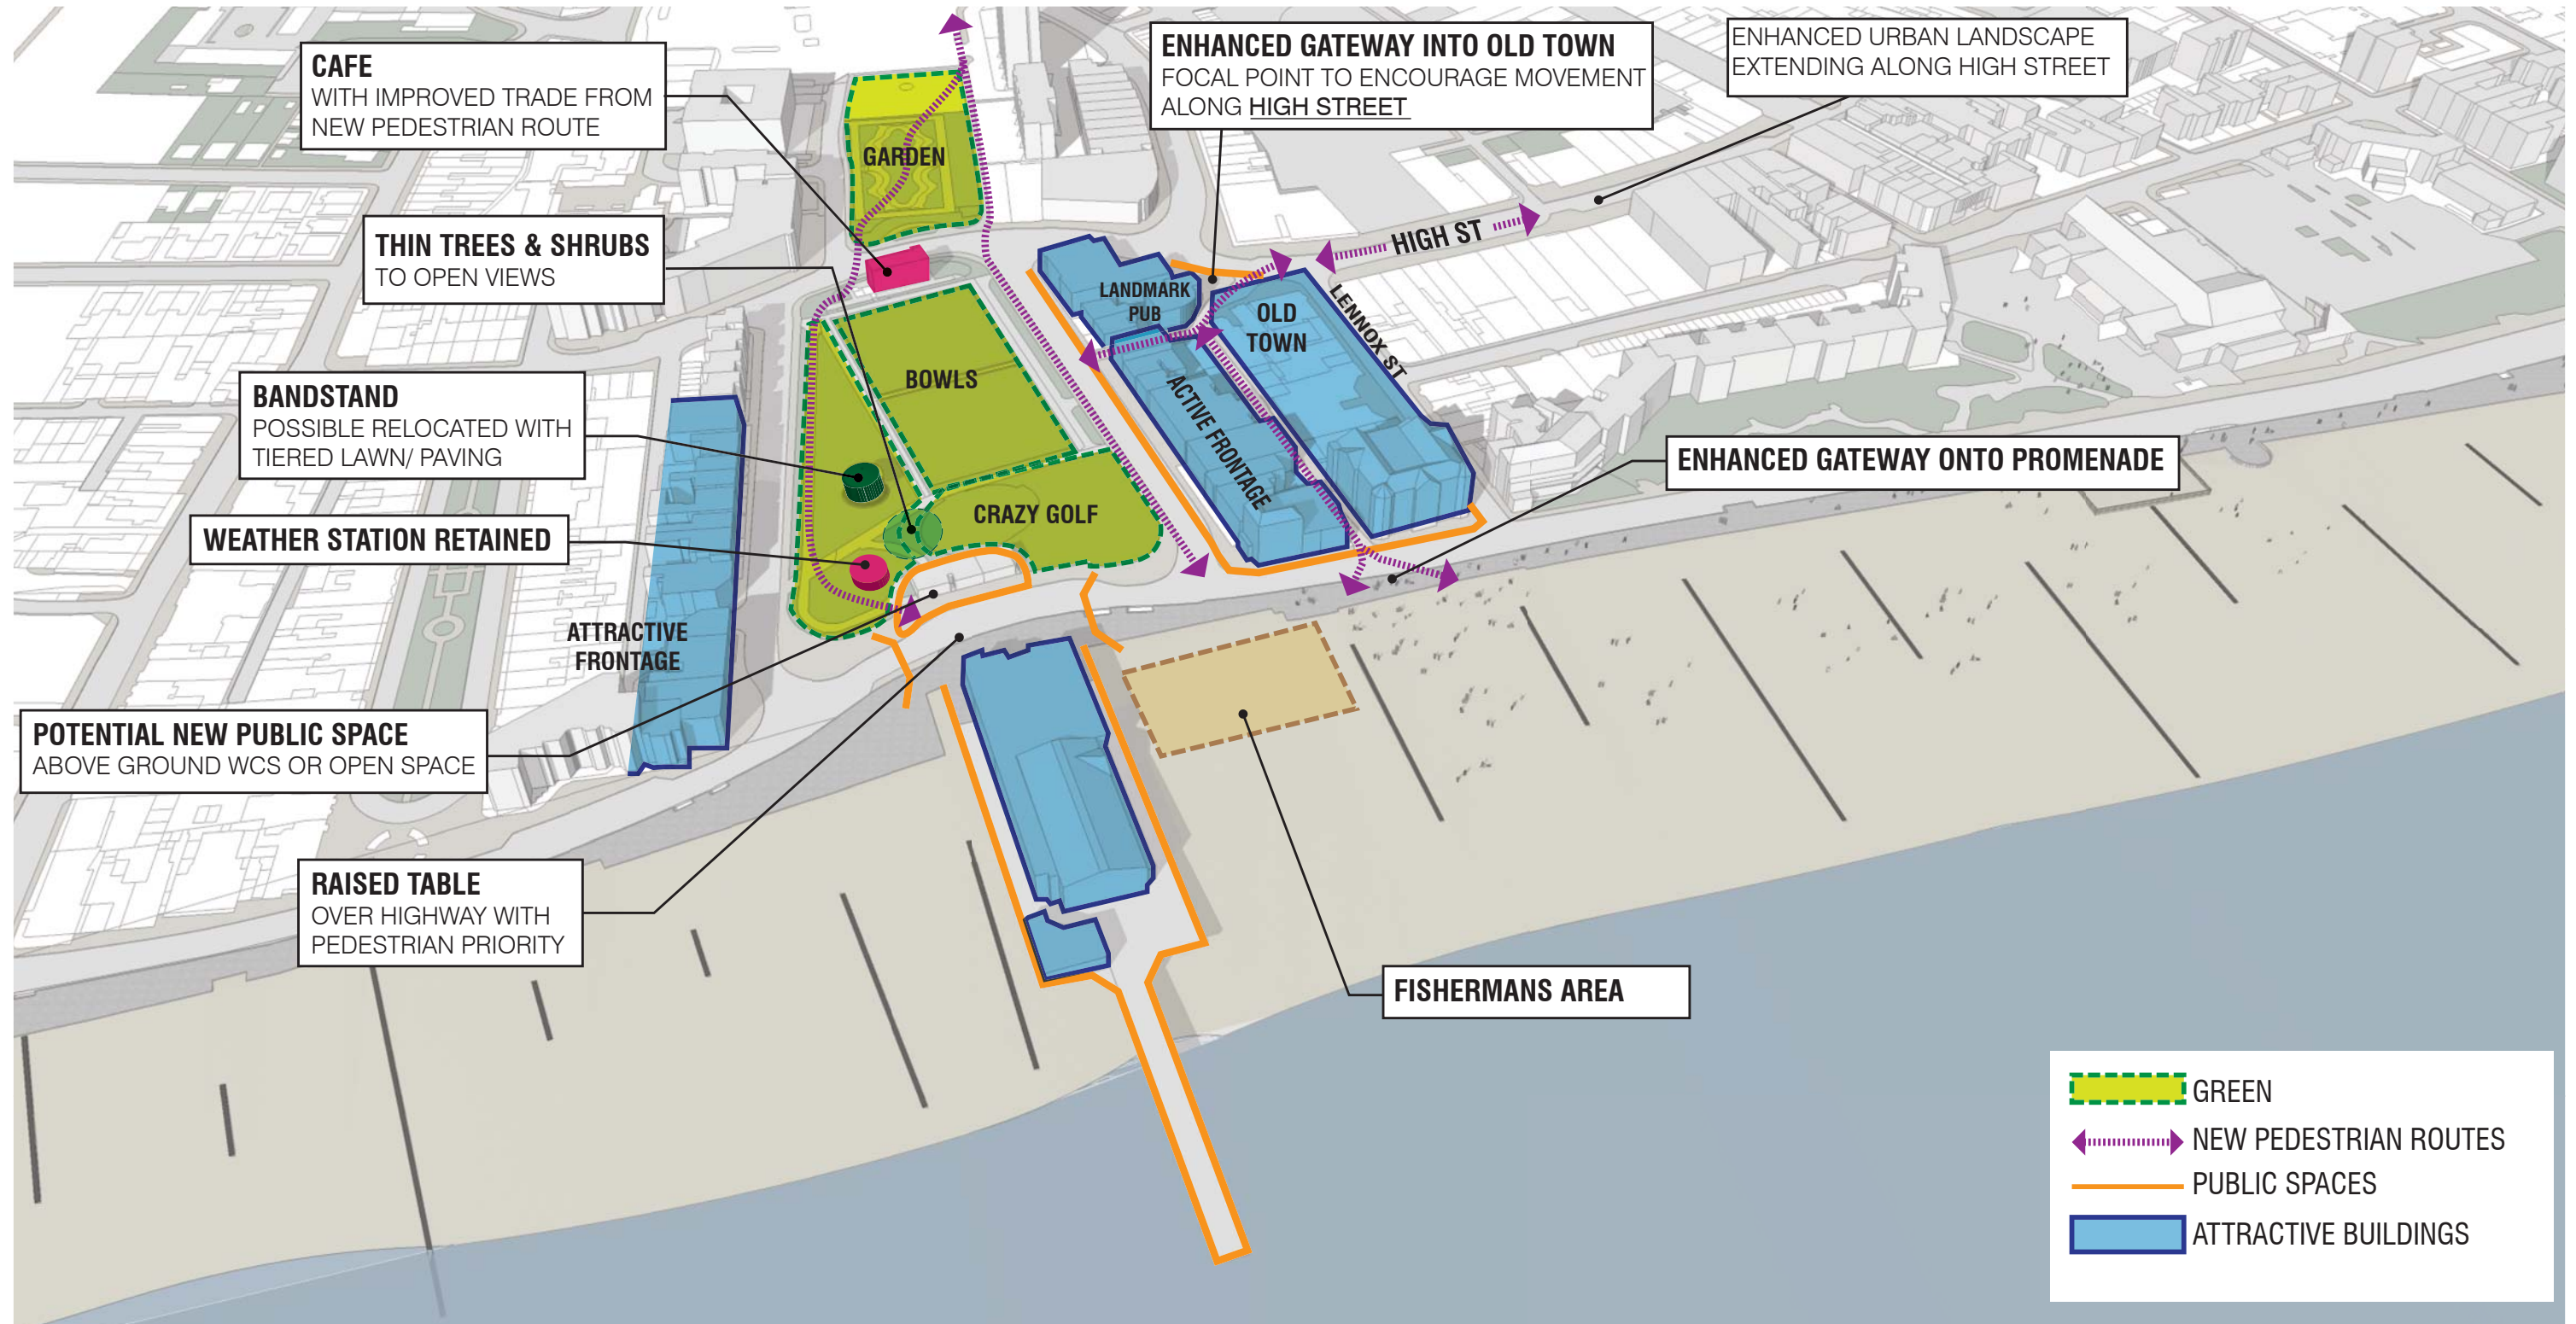 CAFE
WITH IMPROVED TRADE FROM
NEW PEDESTRIAN ROUTE
ENHANCED GATEWAY INTO OLD TOWN
FOCAL POINT TO ENCOURAGE MOVEMENT
ALONG HIGH STREET
ENHANCED URBAN LANDSCAPE
EXTENDING ALONG HIGH STREET
GARDEN
THIN TREES & SHRUBS
TO OPEN VIEWS
HIGH ST
LANDMARK
PUB
OLD
TOWN
LENNOX ST
BOWLS
ACTIVE FRONTAGE
BANDSTAND
POSSIBLE RELOCATED WITH
TIERED LAWN/ PAVING
ENHANCED GATEWAY ONTO PROMENADE
CRAZY GOLF
WEATHER STATION RETAINED
ATTRACTIVE
FRONTAGE
POTENTIAL NEW PUBLIC SPACE
ABOVE GROUND WCS OR OPEN SPACE
RAISED TABLE
OVER HIGHWAY WITH
PEDESTRIAN PRIORITY
FISHERMANS AREA
GREEN
NEW PEDESTRIAN ROUTES
PUBLIC SPACES
ATTRACTIVE BUILDINGS